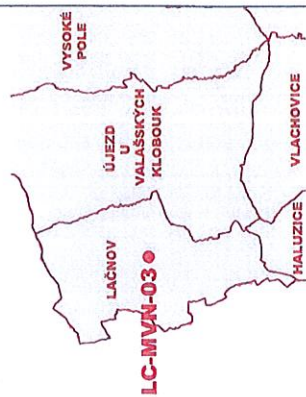 VYSOKÉ
POLE
ÚJEZD
U
VALAŠSKÝCH
KLOBOUK
LAČNOV
LC-MVN-03
VLACHOVICE
HALUZICE